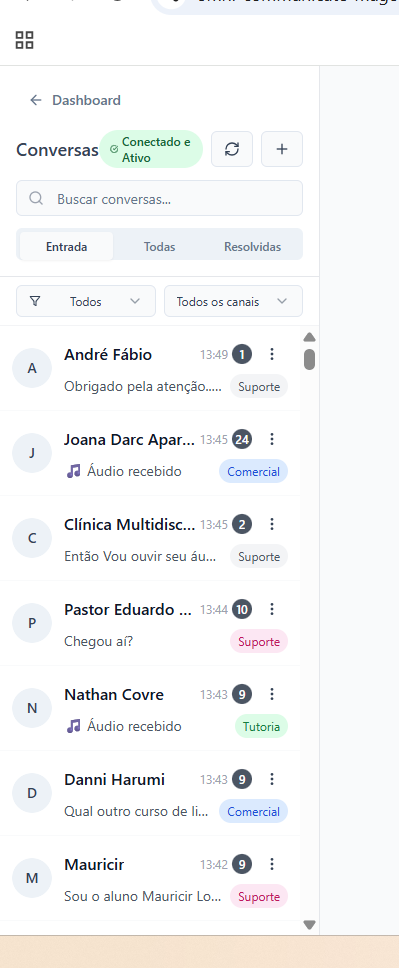 Dashboard
Conversas
Conectado e
Ativo
Buscar conversas...
Entrada
Todas
Resolvidas
Todos
Todos os canais
A
André Fábio
13:49
1
Obrigado pela atenção.....
Suporte
J
Joana Darc Apar...
13:45
24
Áudio recebido
Comercial
C
Clínica Multidisc...
13:45
2
Então Vou ouvir seu áu...
Suporte
P
Pastor Eduardo ...
13:44
10
Chegou aí?
Suporte
N
Nathan Covre
13:43
9
Áudio recebido
Tutoria
D
Danni Harumi
13:43
9
Qual outro curso de li...
Comercial
M
Mauricir
13:42
9
Sou o aluno Mauricir Lo...
Suporte